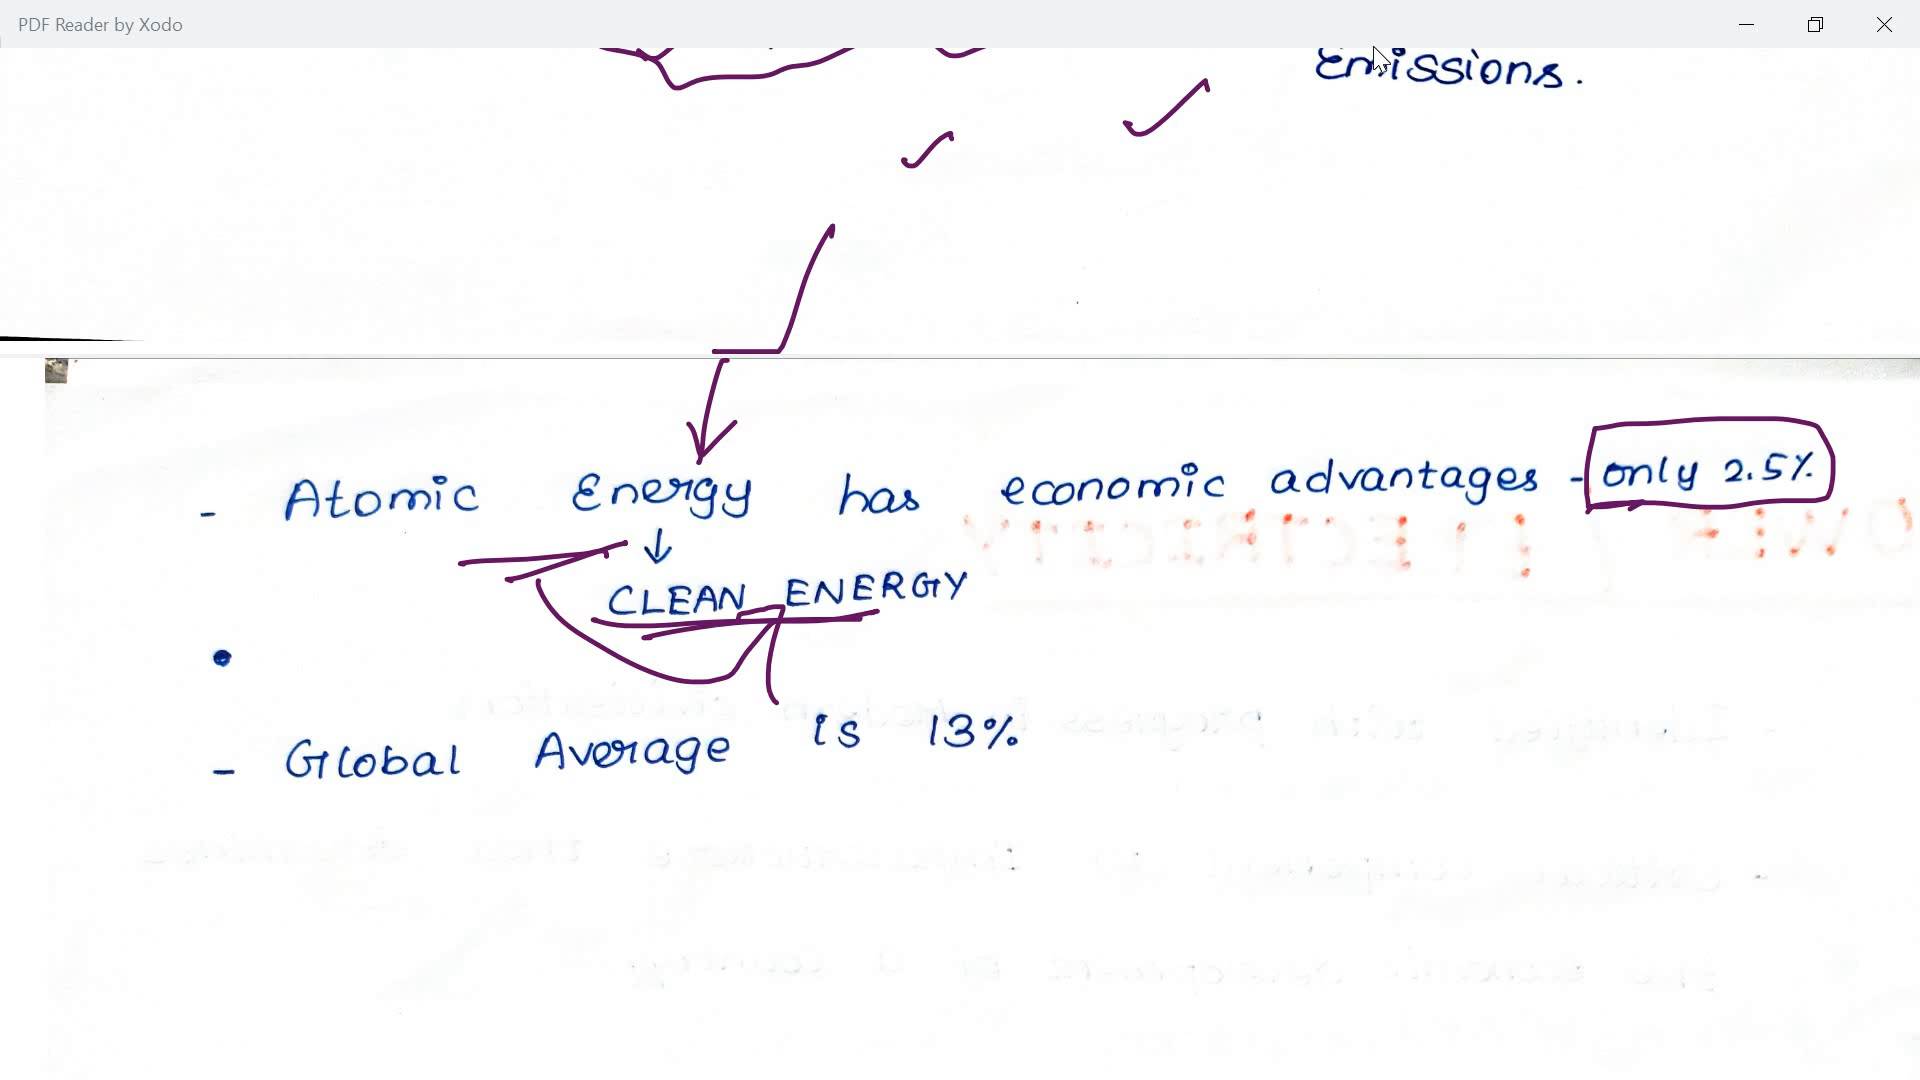 PDF Reader by Xodo
Emissions.
- Atomic Energy has economic advantages - only 2.5%
↓
CLEAN ENERGY
- Global Average is 13%